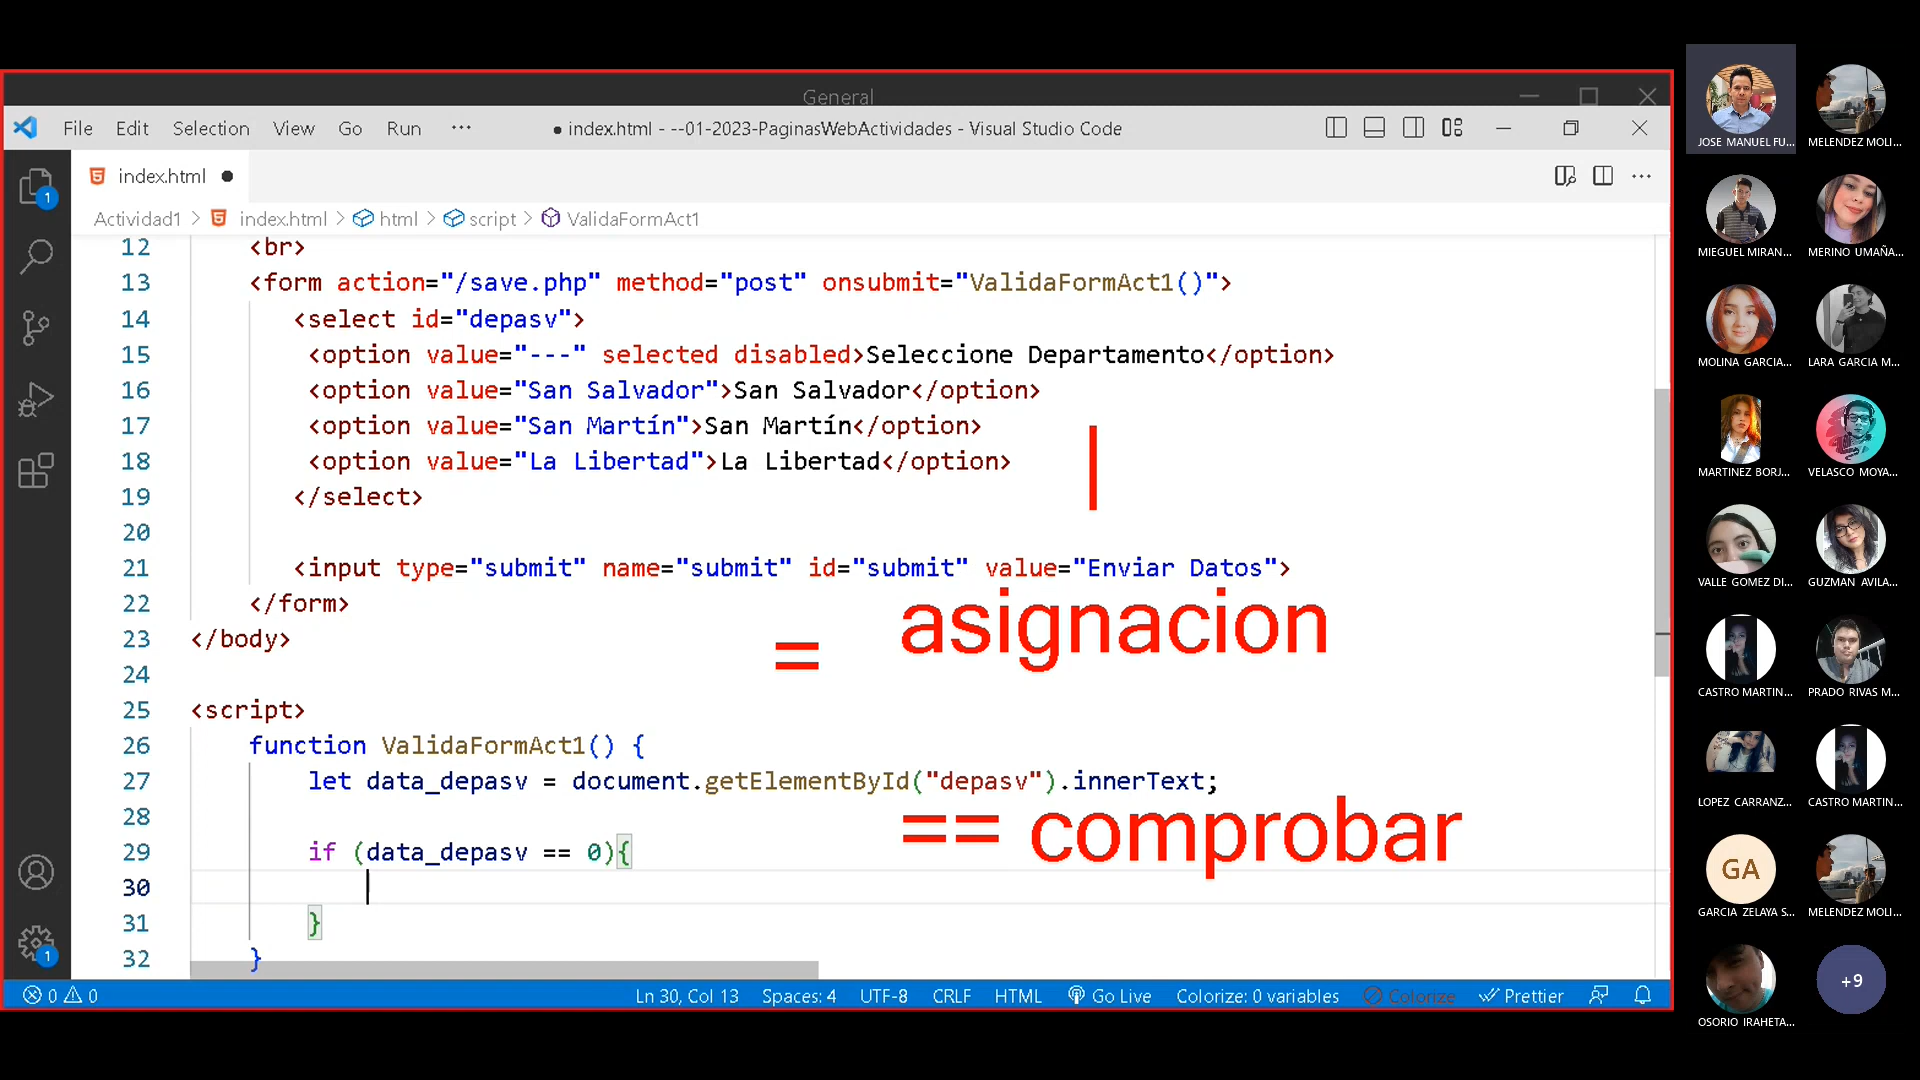 General
File Edit Selection View Go Run ···
● index.html - --01-2023-PaginasWebActividades - Visual Studio Code
index.html ●
Actividad1 > index.html > html > script > ValidaFormAct1
12 <br>
13 <form action="/save.php" method="post" onsubmit="ValidaFormAct1()">
14 <select id="depasv">
15 <option value="---" selected disabled>Seleccione Departamento</option>
16 <option value="San Salvador">San Salvador</option>
17 <option value="San Martín">San Martín</option>
18 <option value="La Libertad">La Libertad</option>
19 </select>
20
21 <input type="submit" name="submit" id="submit" value="Enviar Datos">
22 </form>
= asignacion
23 </body>
24
25 <script>
26 function ValidaFormAct1() {
27 let data_depasv = document.getElementById("depasv").innerText;
28
== comprobar
29 if (data_depasv == 0){
30
31 }
32 }
1
1
0 0
Ln 30, Col 13 Spaces: 4 UTF-8 CRLF HTML Go Live Colorize: 0 variables Colorize Prettier
JOSE MANUEL FU...
MELENDEZ MOLI...
MIEGUEL MIRAN...
MERINO UMAÑA...
MOLINA GARCIA...
LARA GARCIA M...
MARTINEZ BORJ...
VELASCO MOYA...
VALLE GOMEZ DI...
GUZMAN AVILA...
CASTRO MARTIN...
PRADO RIVAS M...
LOPEZ CARRANZ...
CASTRO MARTIN...
GA
GARCIA ZELAYA S...
MELENDEZ MOLI...
OSORIO IRAHETA...
+9